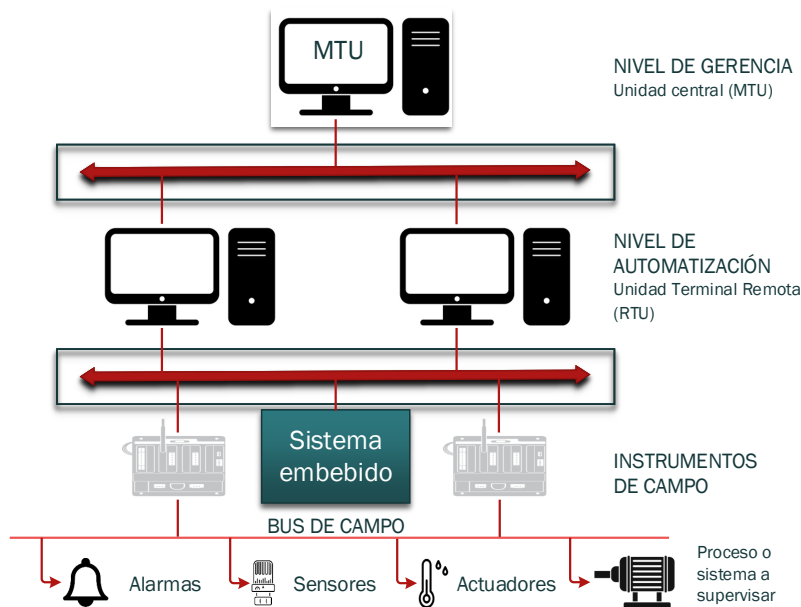 MTU
NIVEL DE GERENCIA
Unidad central (MTU)
NIVEL DE
AUTOMATIZACIÓN
Unidad Terminal Remota
(RTU)
Sistema
embebido
INSTRUMENTOS
DE CAMPO
BUS DE CAMPO
Alarmas
Sensores
Actuadores
Proceso o
sistema a
supervisar